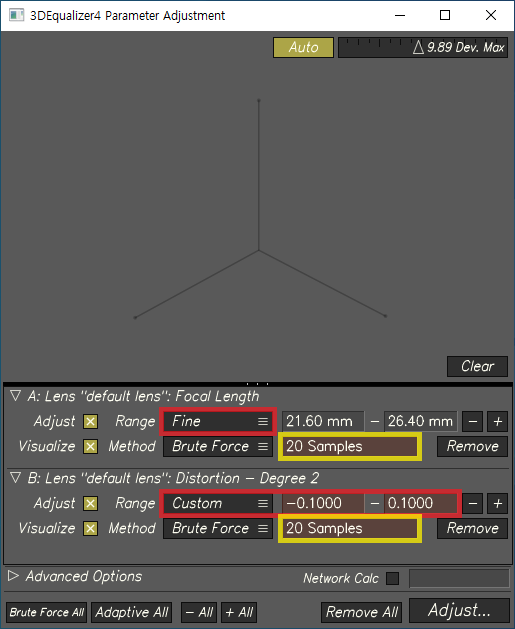 3DEqualizer4 Parameter Adjustment
Auto 9.89 Dev. Max
Clear
A: Lens "default lens": Focal Length
Adjust Range Fine 21.60 mm – 26.40 mm – +
Visualize Method Brute Force 20 Samples Remove
B: Lens "default lens": Distortion – Degree 2
Adjust Range Custom –0.1000 – 0.1000 – +
Visualize Method Brute Force 20 Samples Remove
Advanced Options Network Calc
Brute Force All Adaptive All – All + All Remove All Adjust...